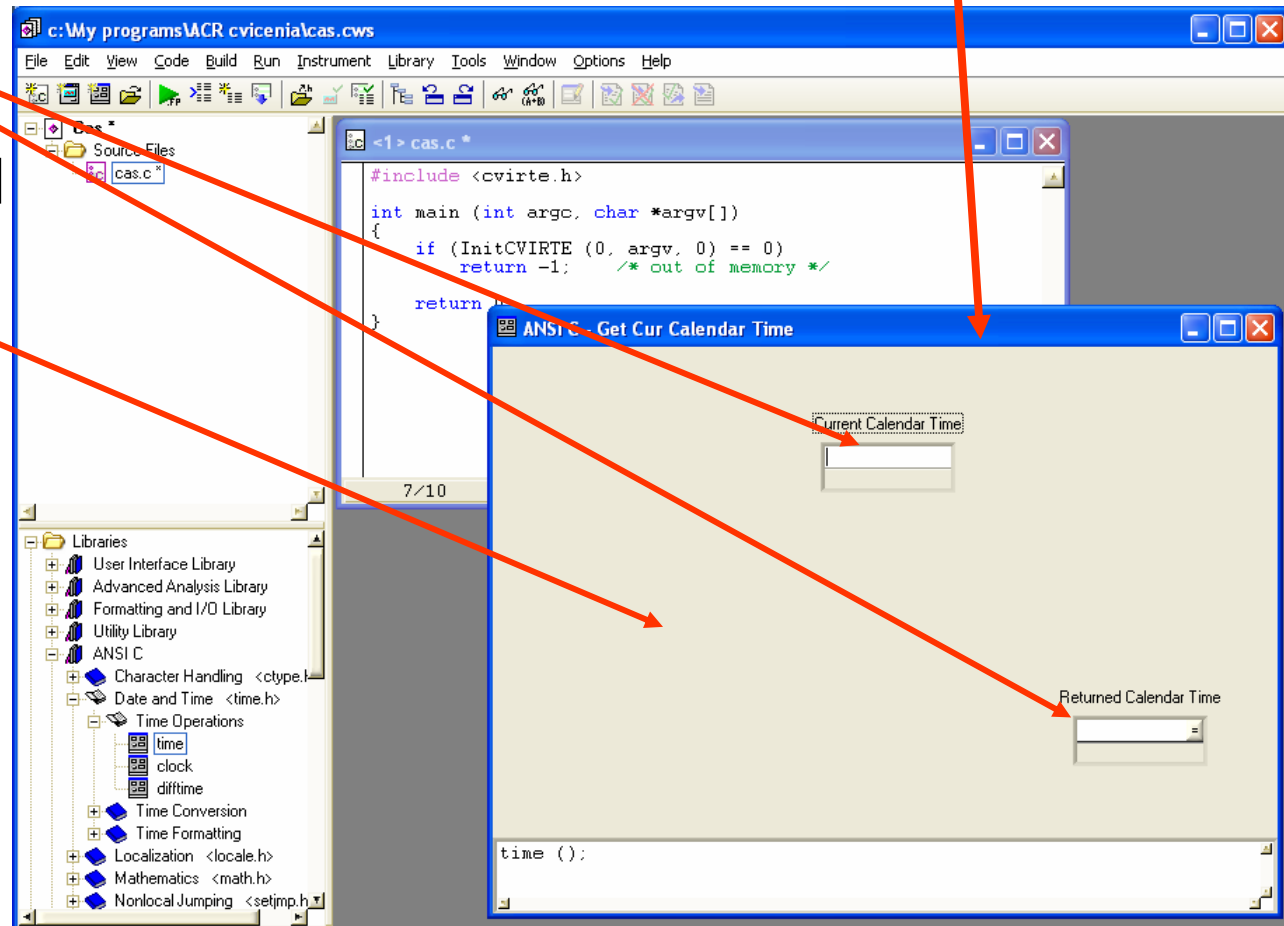 c:\My programs\ACR cvicenia\cas.cws
File Edit View Code Build Run Instrument Library Tools Window Options Help
Cas *
Source Files
cas.c *
<1> cas.c *
#include <cvirte.h>
int main (int argc, char *argv[])
{
if (InitCVIRTE (0, argv, 0) == 0)
return -1; /* out of memory */
return
}
7/10
ANSI C - Get Cur Calendar Time
Current Calendar Time
Returned Calendar Time
=
time ();
Libraries
User Interface Library
Advanced Analysis Library
Formatting and I/O Library
Utility Library
ANSI C
Character Handling <ctype.h
Date and Time <time.h>
Time Operations
time
clock
difftime
Time Conversion
Time Formatting
Localization <locale.h>
Mathematics <math.h>
Nonlocal Jumping <setjmp.h